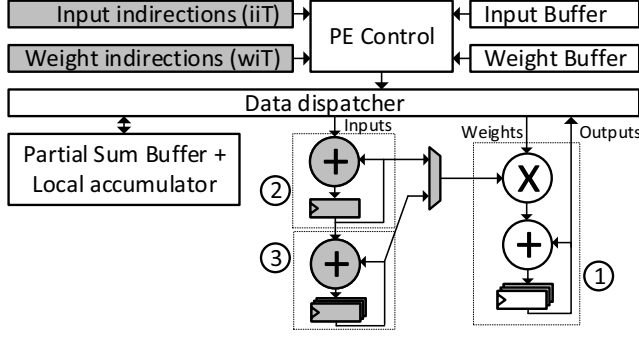 Input indirections (iiT)
PE Control
Input Buffer
Weight indirections (wiT)
Weight Buffer
Data dispatcher
Inputs
Weights
Outputs
Partial Sum Buffer +
Local accumulator
+
2
X
3
+
+
1